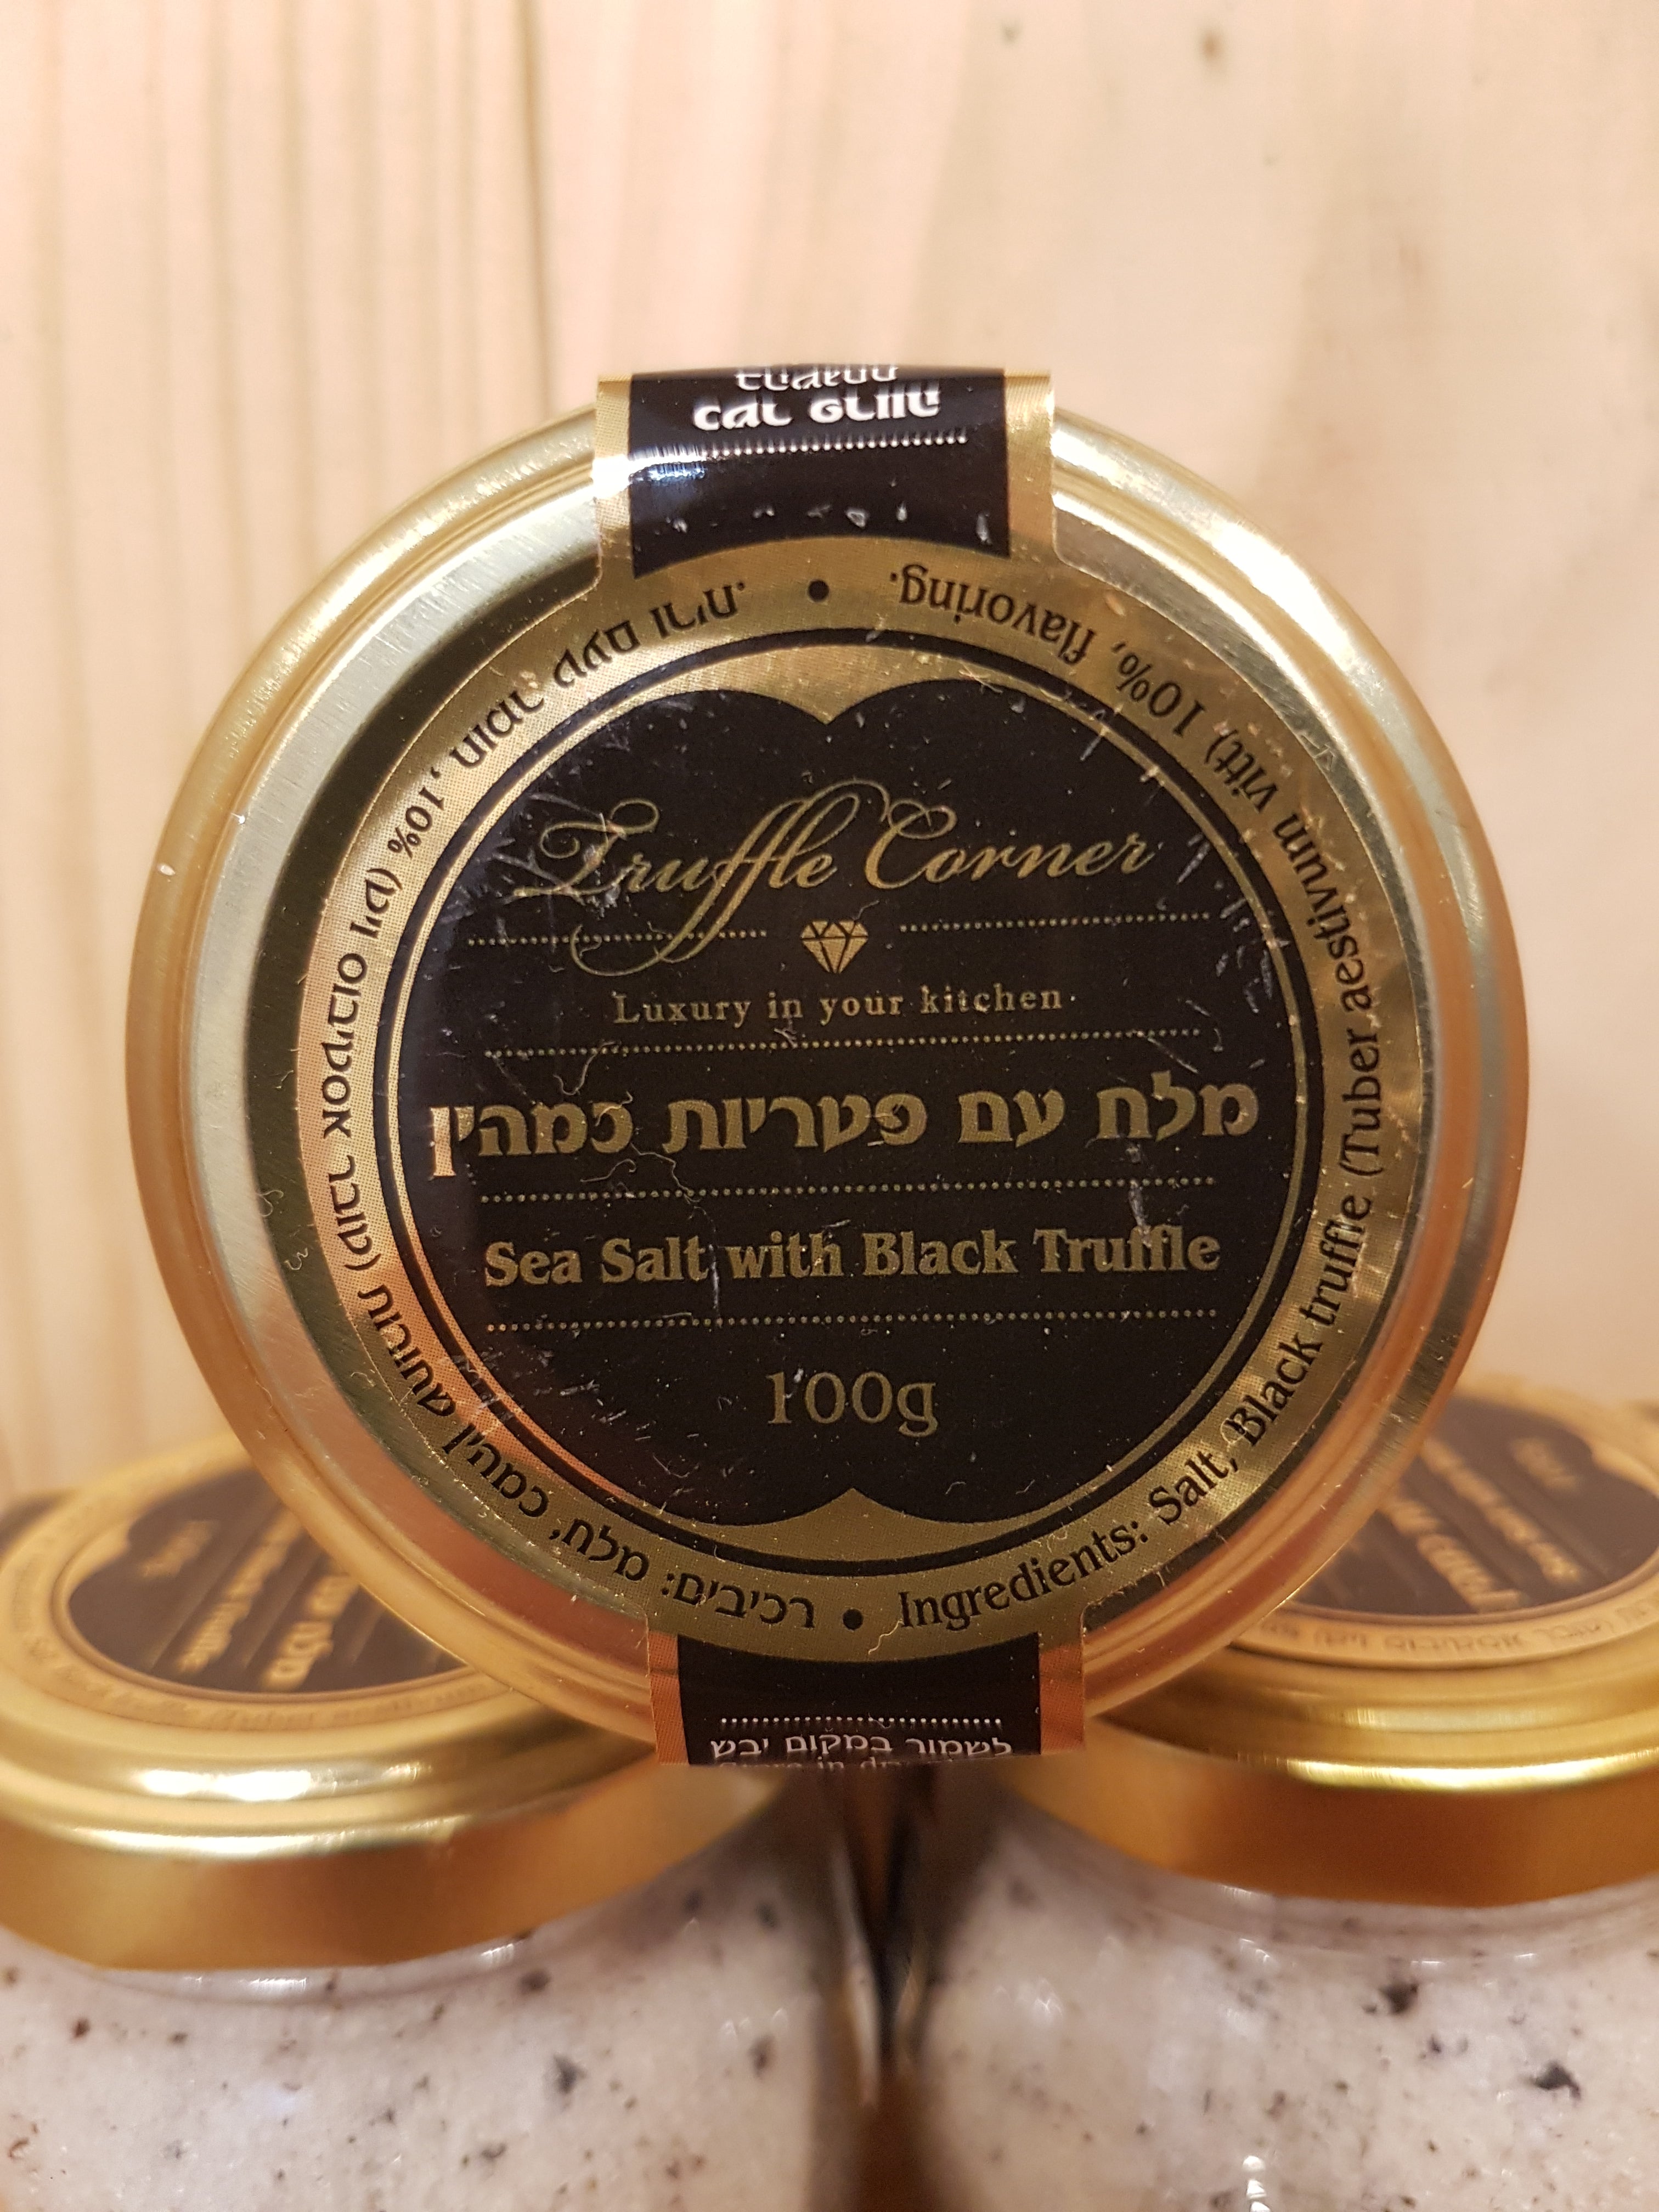 Truffle Corner
Luxury in your kitchen
מלח עם פטריות כמהין
Sea Salt with Black Truffle
100g
Ingredients: Salt, Black truffle (Tuber aestivum vitt) 10%, flavoring.
רכיבים: מלח, כמהין שחורות (טובר אסטיבום ויט) 10%, חומר טעם וריח.
לשמור במקום יבש